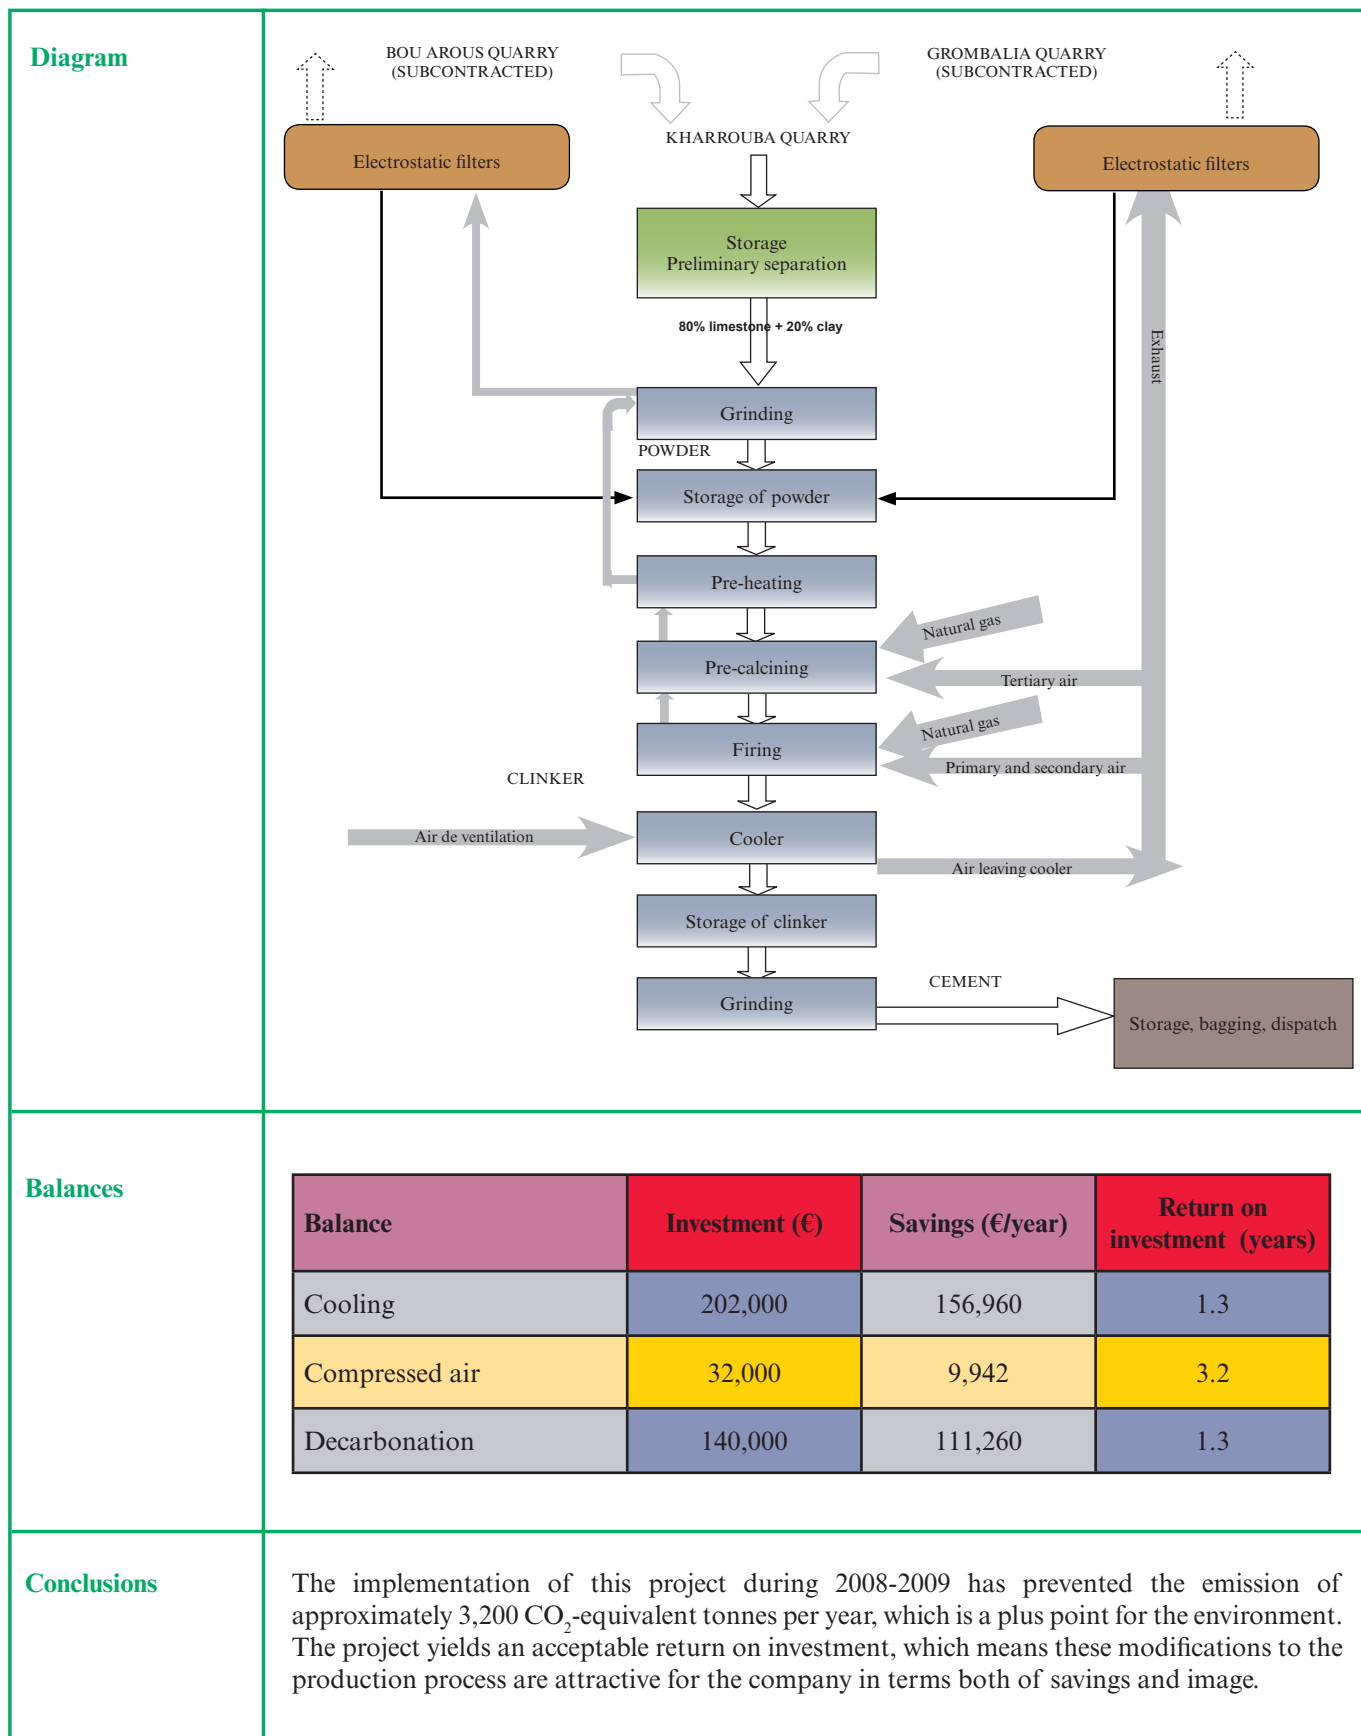 Diagram
BOU AROUS QUARRY
(SUBCONTRACTED)
GROMBALIA QUARRY
(SUBCONTRACTED)
KHARROUBA QUARRY
Electrostatic filters
Electrostatic filters
Storage
Preliminary separation
80% limestone + 20% clay
Exhaust
Grinding
POWDER
Storage of powder
Pre-heating
Natural gas
Pre-calcining
Tertiary air
Natural gas
Firing
Primary and secondary air
CLINKER
Air de ventilation
Cooler
Air leaving cooler
Storage of clinker
CEMENT
Grinding
Storage, bagging, dispatch
Balances
Balance Investment (€) Savings (€/year) Return on
investment (years)
Cooling 202,000 156,960 1.3
Compressed air 32,000 9,942 3.2
Decarbonation 140,000 111,260 1.3
Conclusions
The implementation of this project during 2008-2009 has prevented the emission of
approximately 3,200 CO₂-equivalent tonnes per year, which is a plus point for the environment.
The project yields an acceptable return on investment, which means these modifications to the
production process are attractive for the company in terms both of savings and image.